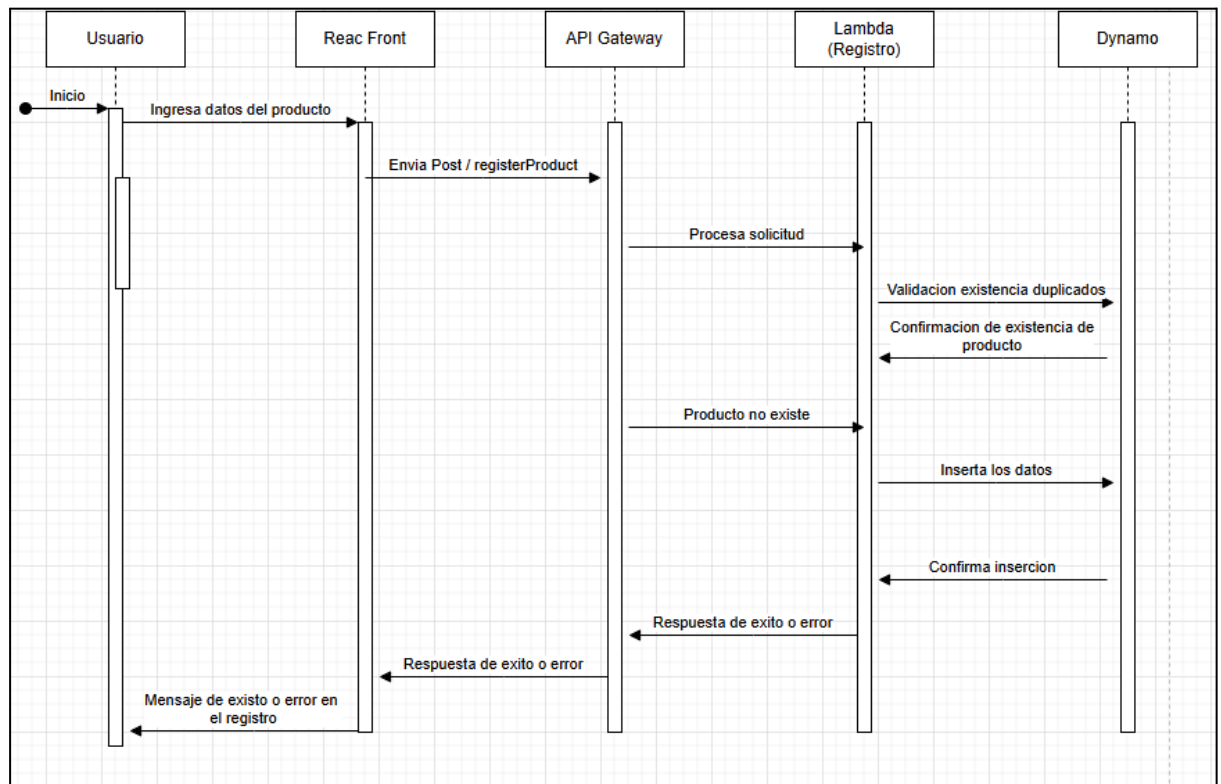 Usuario
Reac Front
API Gateway
Lambda
(Registro)
Dynamo
Inicio
Ingresa datos del producto
Envia Post / registerProduct
Procesa solicitud
Validacion existencia duplicados
Confirmacion de existencia de
producto
Producto no existe
Inserta los datos
Confirma insercion
Respuesta de exito o error
Respuesta de exito o error
Mensaje de existo o error en
el registro